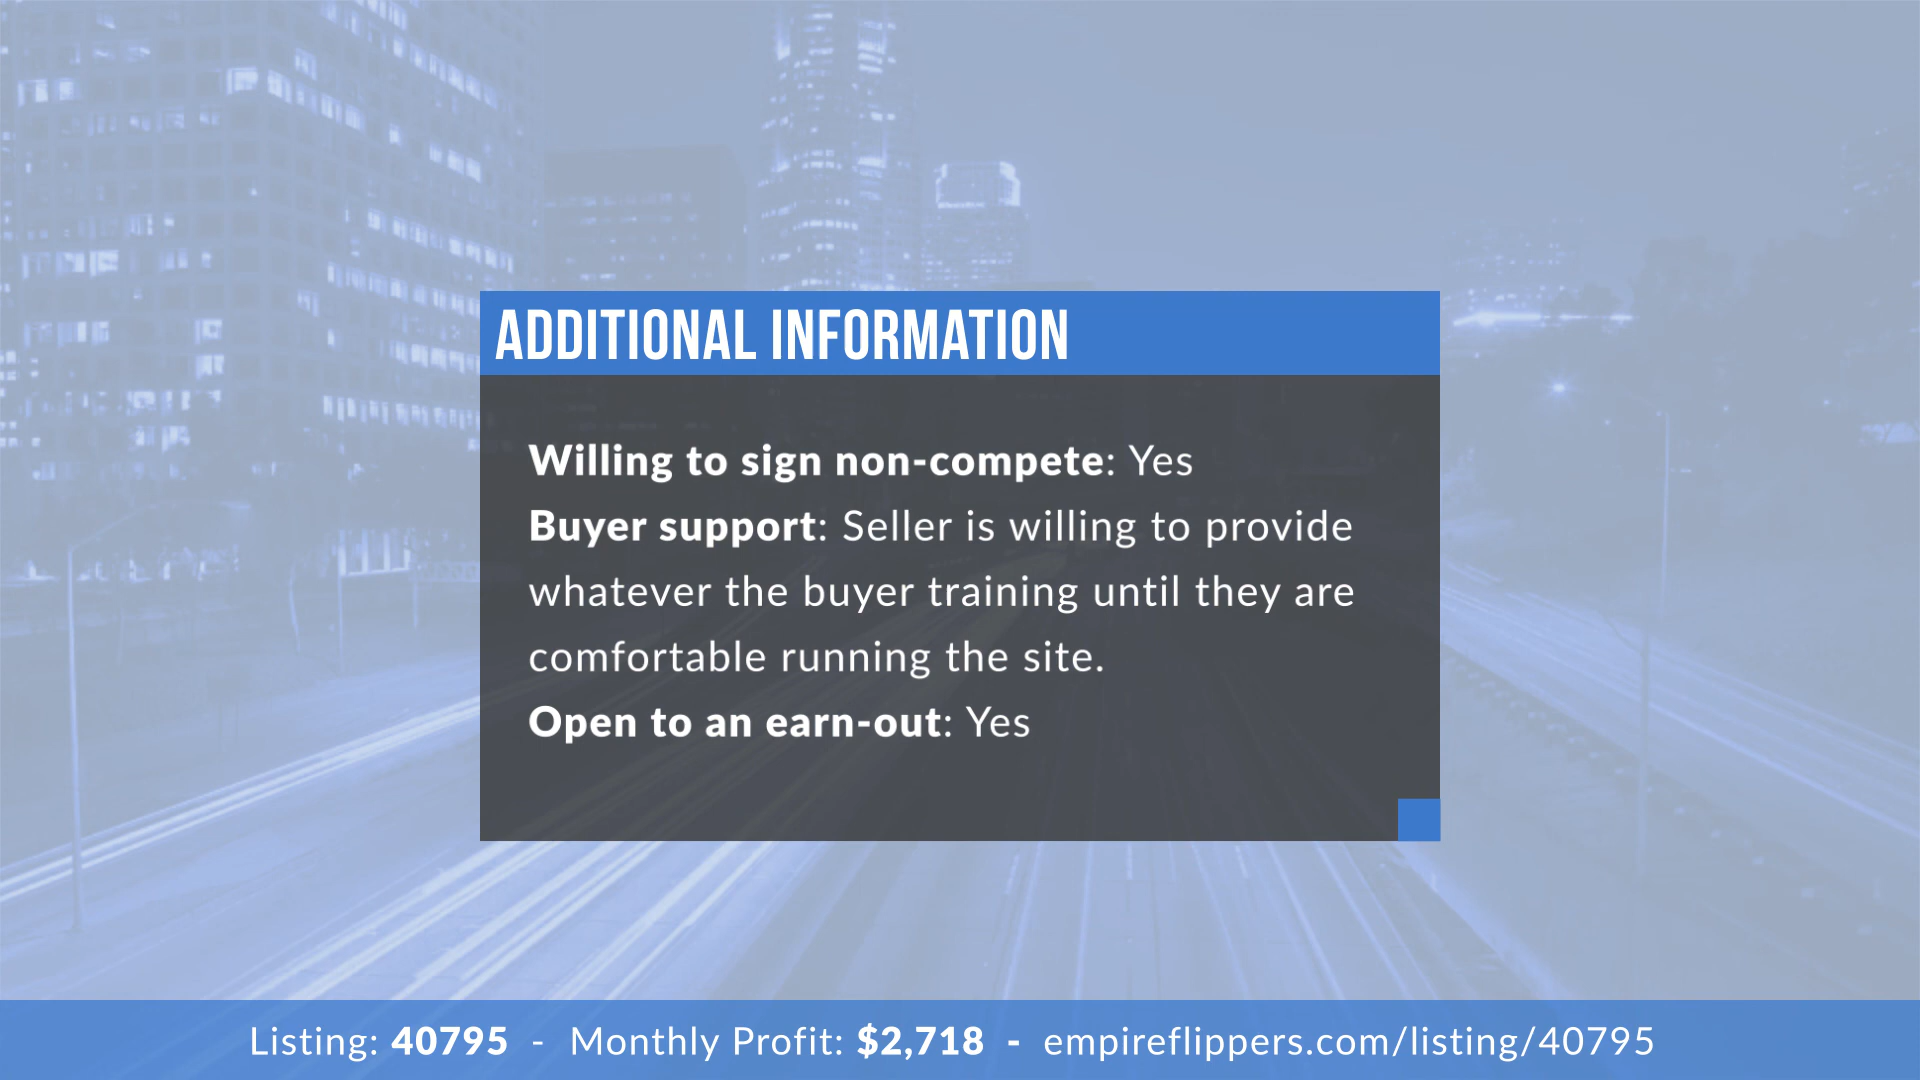 ADDITIONAL INFORMATION
Willing to sign non-compete: Yes
Buyer support: Seller is willing to provide
whatever the buyer training until they are
comfortable running the site.
Open to an earn-out: Yes
Listing: 40795 - Monthly Profit: $2,718 - empireflippers.com/listing/40795